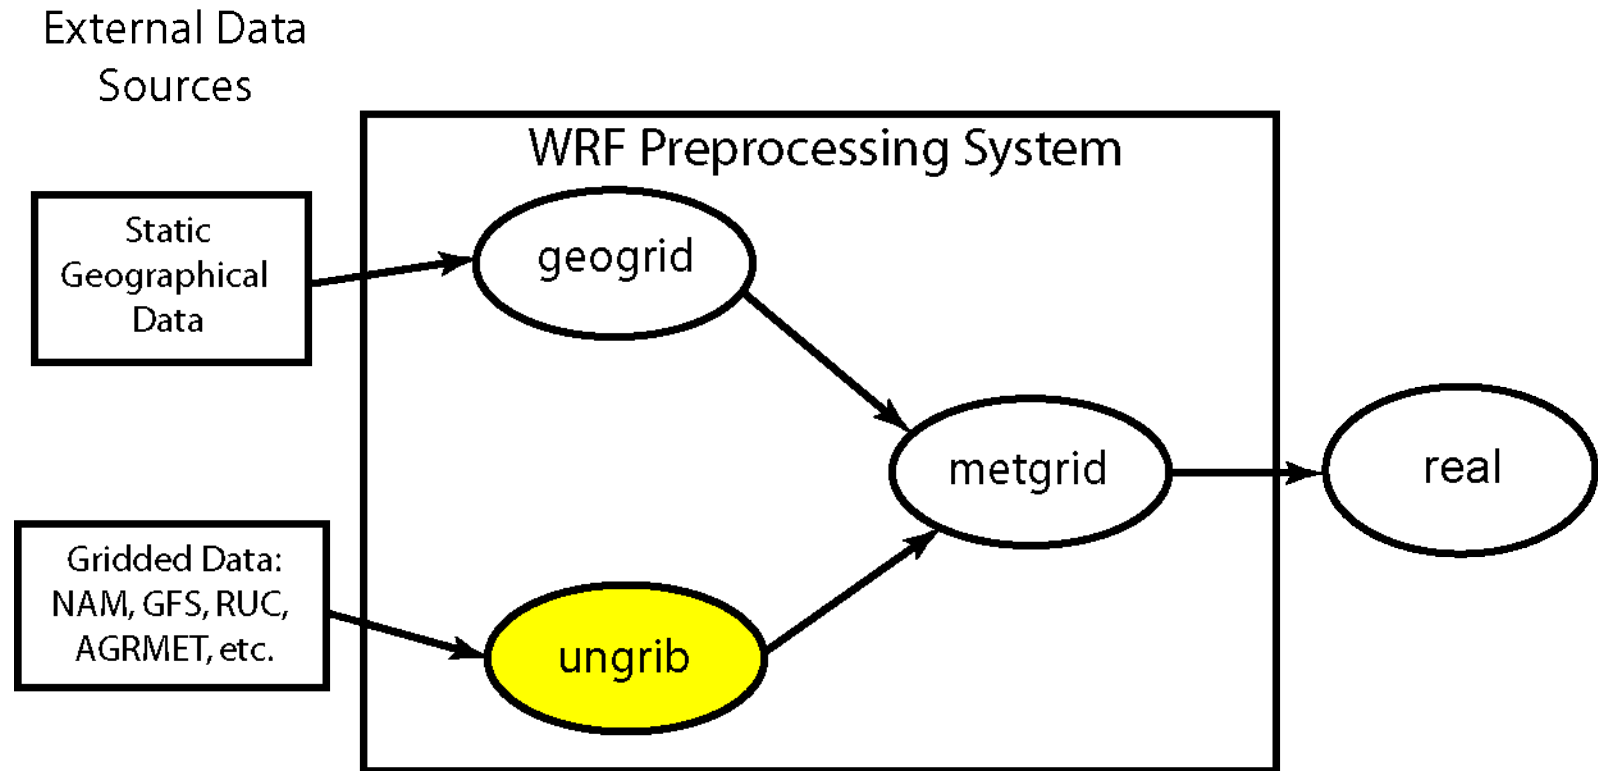 External Data
Sources
WRF Preprocessing System
Static
Geographical
Data
geogrid
metgrid
real
Gridded Data:
NAM, GFS, RUC,
AGRMET, etc.
ungrib